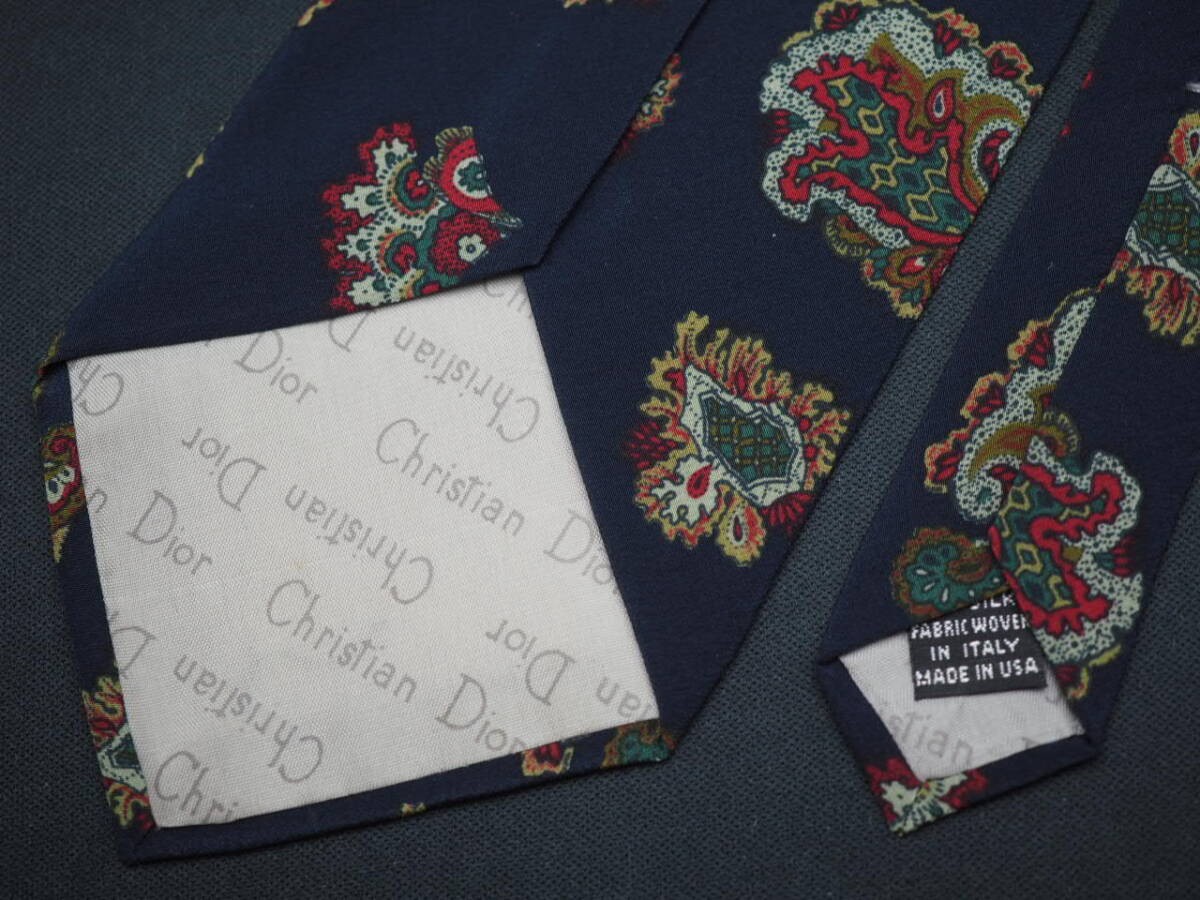 Christian Dior
Christian Dior
Christian Dior
Christian Dior
Christian Dior
Dior
Dior
Christian
SILK
FABRIC WOVEN
IN ITALY
MADE IN USA